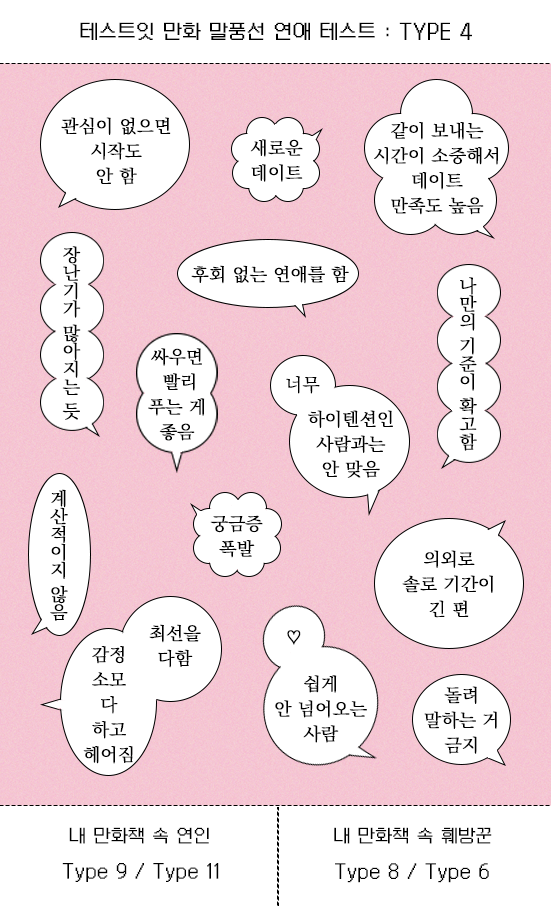 테스트잇 만화 말풍선 연애 테스트 : TYPE 4
관심이 없으면
시작도
안 함
새로운
데이트
같이 보내는
시간이 소중해서
데이트
만족도 높음
장난기가 많아지는 듯
후회 없는 연애를 함
나만의 기준이 확고함
싸우면
빨리
푸는 게
좋음
너무
하이텐션인
사람과는
안 맞음
계산적이지 않음
궁금증
폭발
의외로
솔로 기간이
긴 편
최선을
다함
감정
소모
다
하고
헤어짐
♡
쉽게
안 넘어오는
사람
돌려
말하는 거
금지
내 만화책 속 연인
Type 9 / Type 11
내 만화책 속 훼방꾼
Type 8 / Type 6